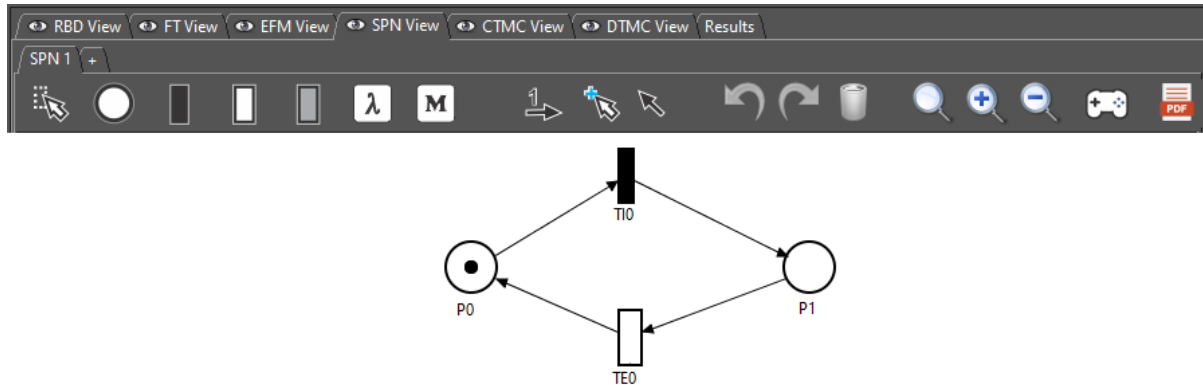 RBD View FT View EFM View SPN View CTMC View DTMC View Results
SPN 1 +
λ M 1 PDF
TI0
P0 P1
TE0